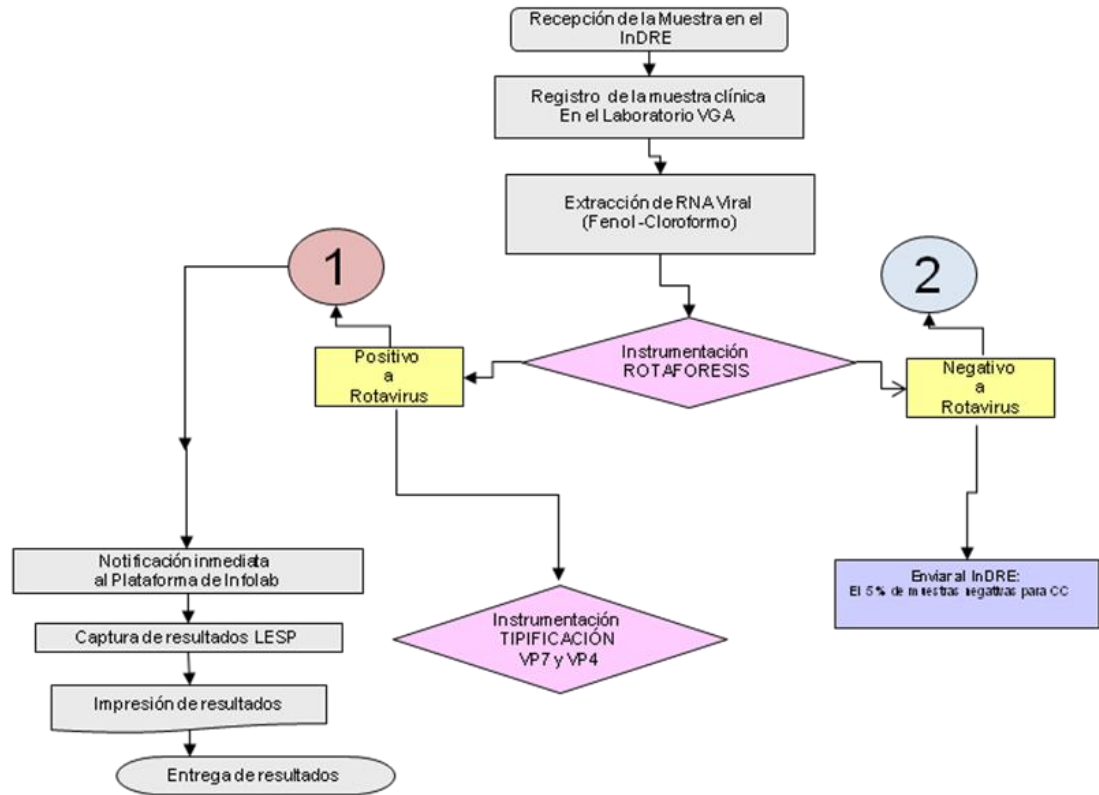 Recepción de la Muestra en el
InDRE
Registro de la muestra clínica
En el Laboratorio VGA
Extracción de RNA Viral
(Fenol -Cloroformo)
1
2
Instrumentación
ROTAFORESIS
Positivo
a
Rotavirus
Negativo
a
Rotavirus
Notificación inmediata
al Plataforma de Infolab
Captura de resultados LESP
Impresión de resultados
Entrega de resultados
Instrumentación
TIPIFICACIÓN
VP7 y VP4
Enviar al InDRE:
El 5 % de muestras negativas para CC